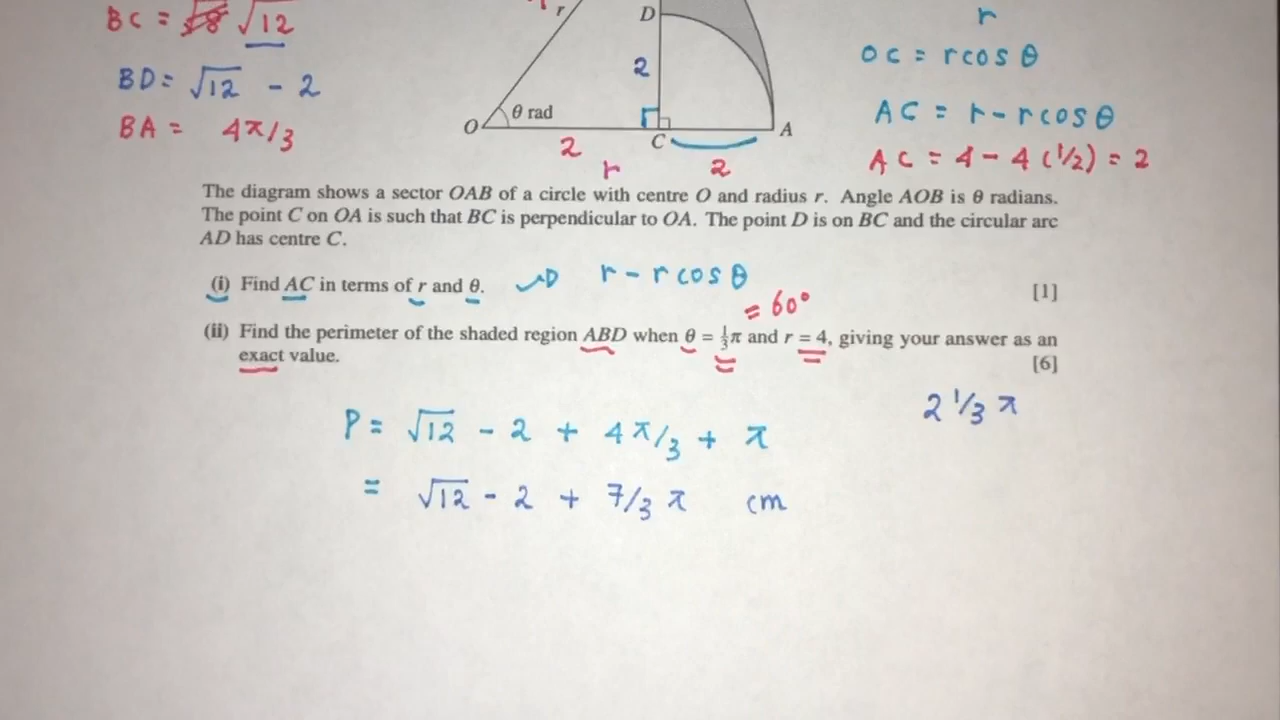 BC = √12
BD = √12 - 2
BA = 4π/3
r
D
2
θ rad
O
C
A
2
r
2
r
OC = r cos θ
AC = r - r cos θ
AC = 4 - 4 (1/2) = 2
The diagram shows a sector OAB of a circle with centre O and radius r. Angle AOB is θ radians.
The point C on OA is such that BC is perpendicular to OA. The point D is on BC and the circular arc
AD has centre C.
(i) Find AC in terms of r and θ. r - r cos θ [1]
= 60°
(ii) Find the perimeter of the shaded region ABD when θ = ⅓π and r = 4, giving your answer as an
exact value. [6]
2 1/3 π
P = √12 - 2 + 4π/3 + π
= √12 - 2 + 7/3 π cm